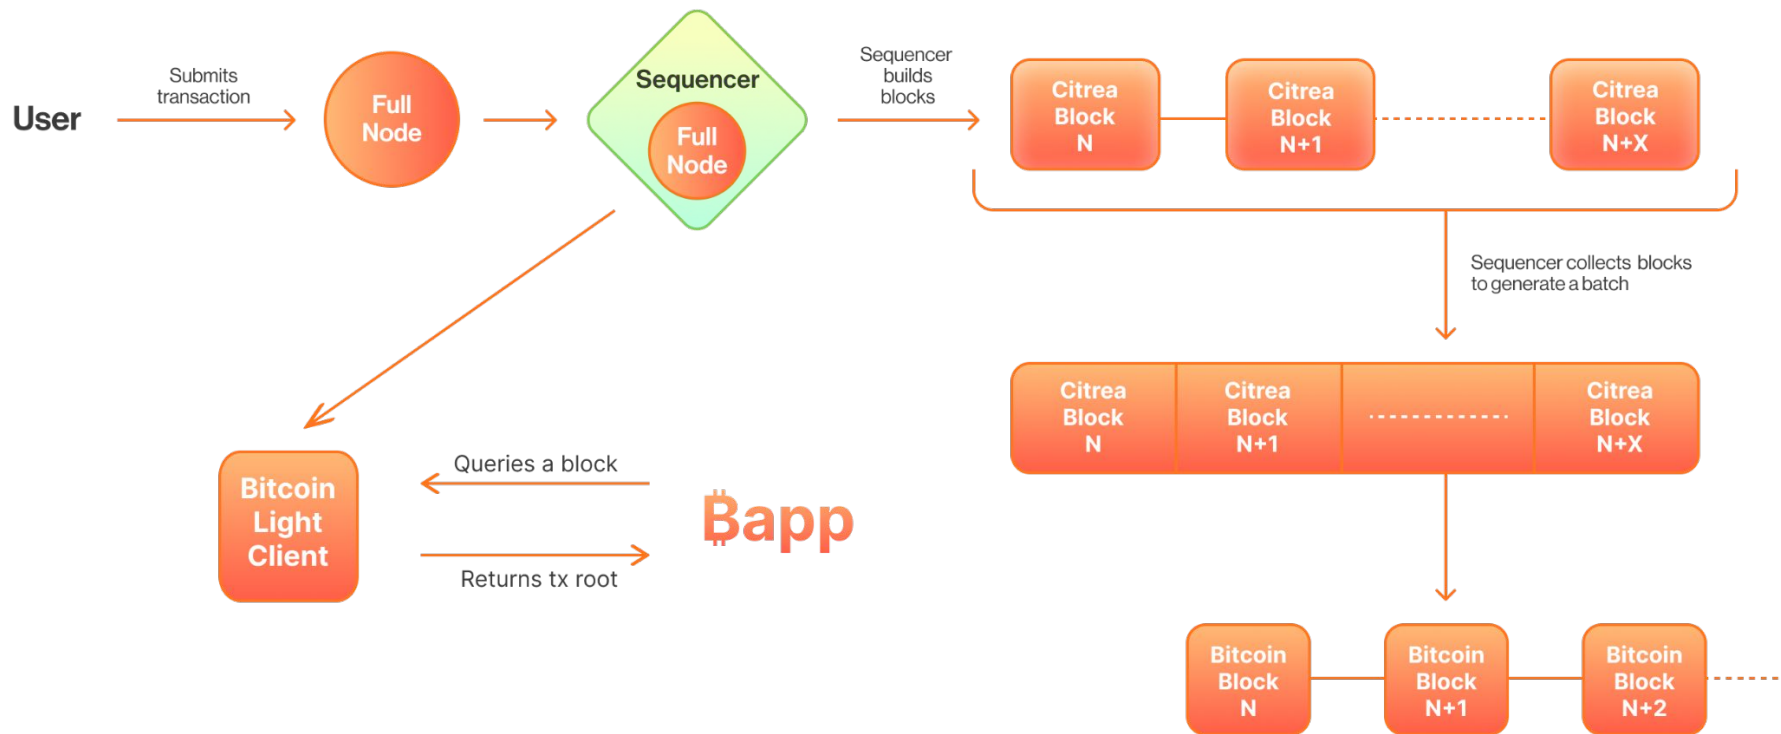 User
Submits
transaction
Full
Node
Sequencer
Full
Node
Sequencer
builds
blocks
Citrea
Block
N
Citrea
Block
N+1
Citrea
Block
N+X
Sequencer collects blocks
to generate a batch
Citrea
Block
N
Citrea
Block
N+1
Citrea
Block
N+X
Bitcoin
Light
Client
Queries a block
Returns tx root
₿app
Bitcoin
Block
N
Bitcoin
Block
N+1
Bitcoin
Block
N+2